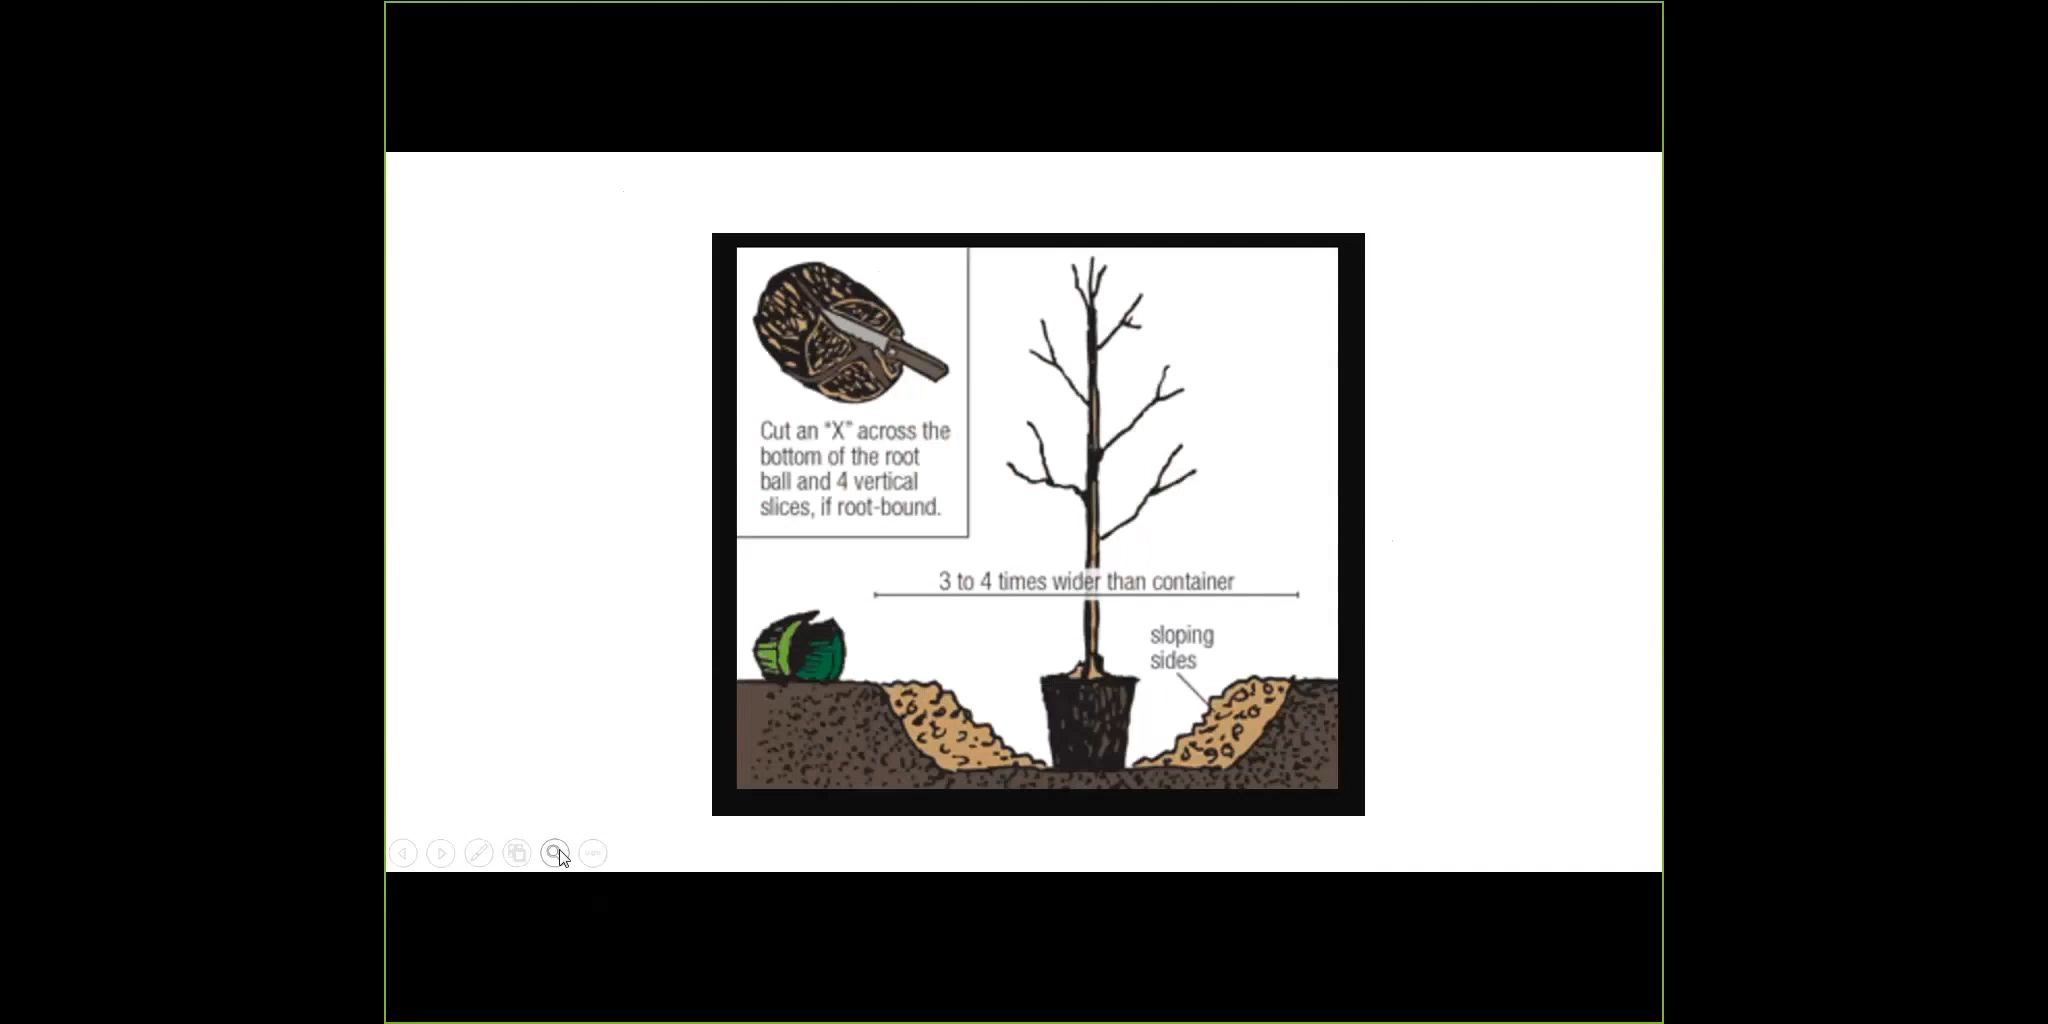 Cut an "X" across the
bottom of the root
ball and 4 vertical
slices, if root-bound.
3 to 4 times wider than container
sloping
sides